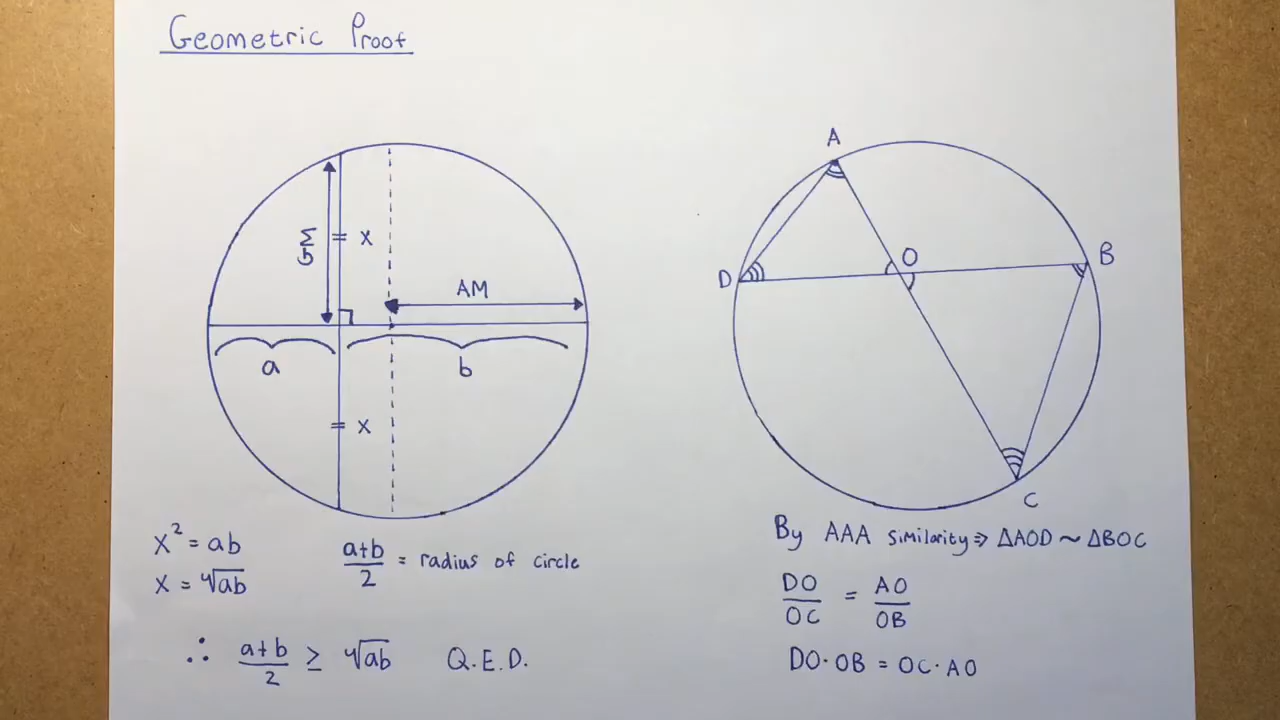 Geometric Proof
GM
= x
AM
a
b
= x
x² = ab
x = √ab
a+b/2 = radius of circle
∴ a+b/2 ≥ √ab Q.E.D.
A
B
O
D
C
By AAA similarity ⇒ ΔAOD ~ ΔBOC
DO/OC = AO/OB
DO·OB = OC·AO